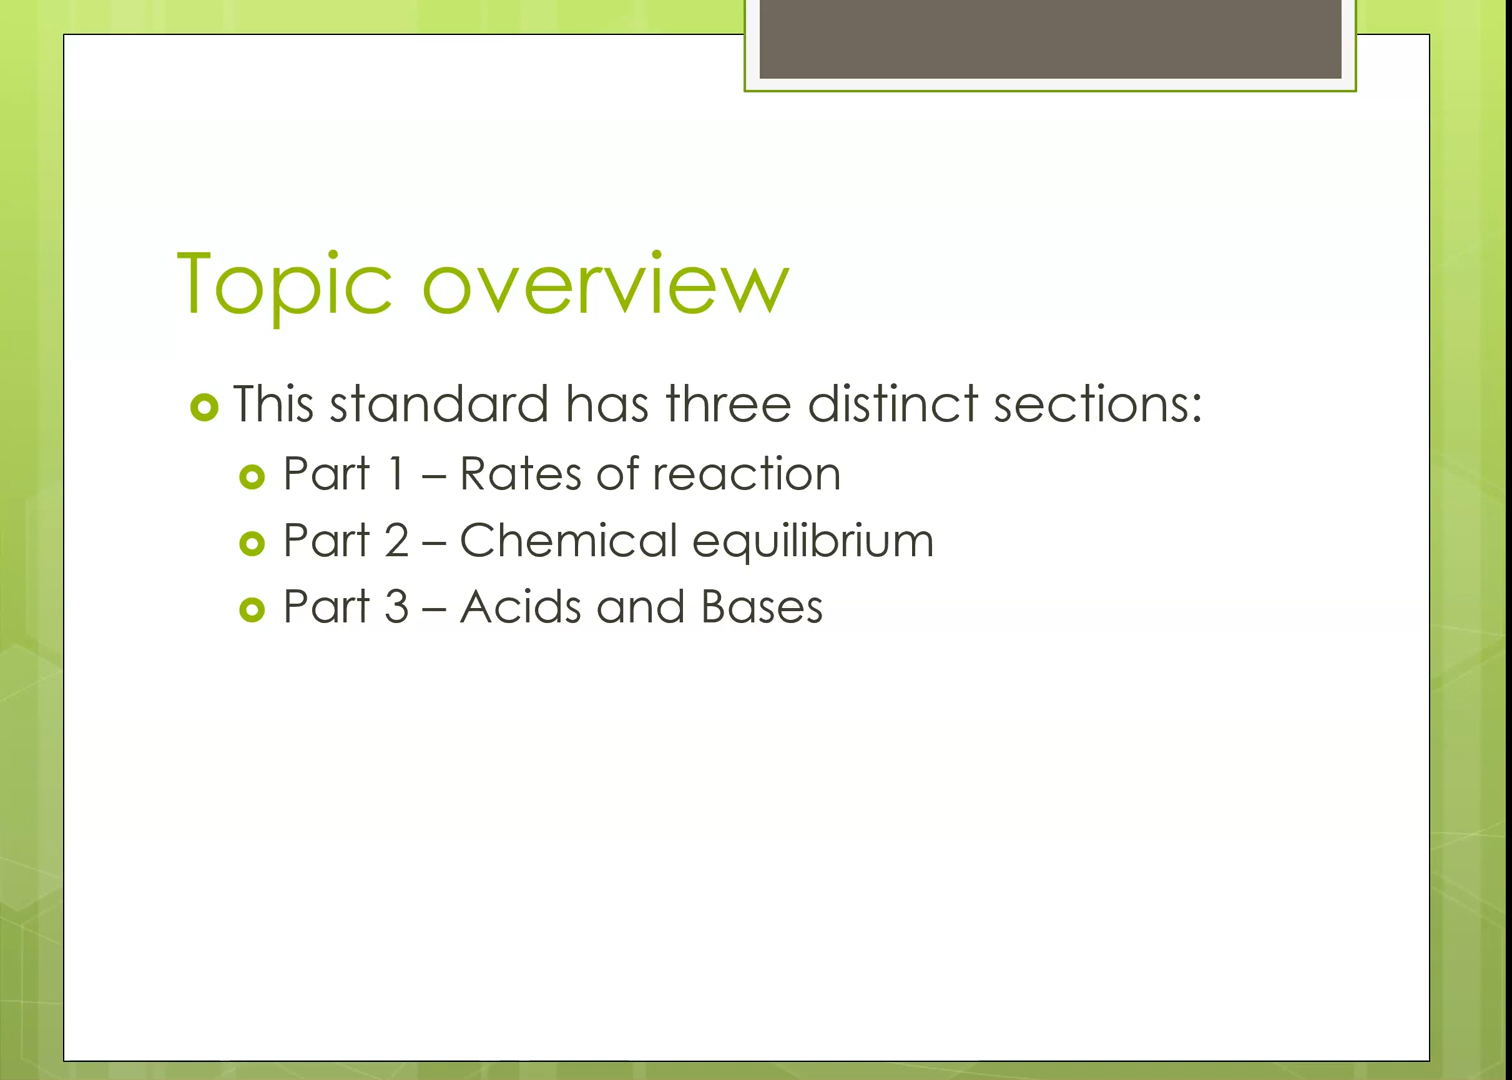 Topic overview
This standard has three distinct sections:
Part 1 – Rates of reaction
Part 2 – Chemical equilibrium
Part 3 – Acids and Bases